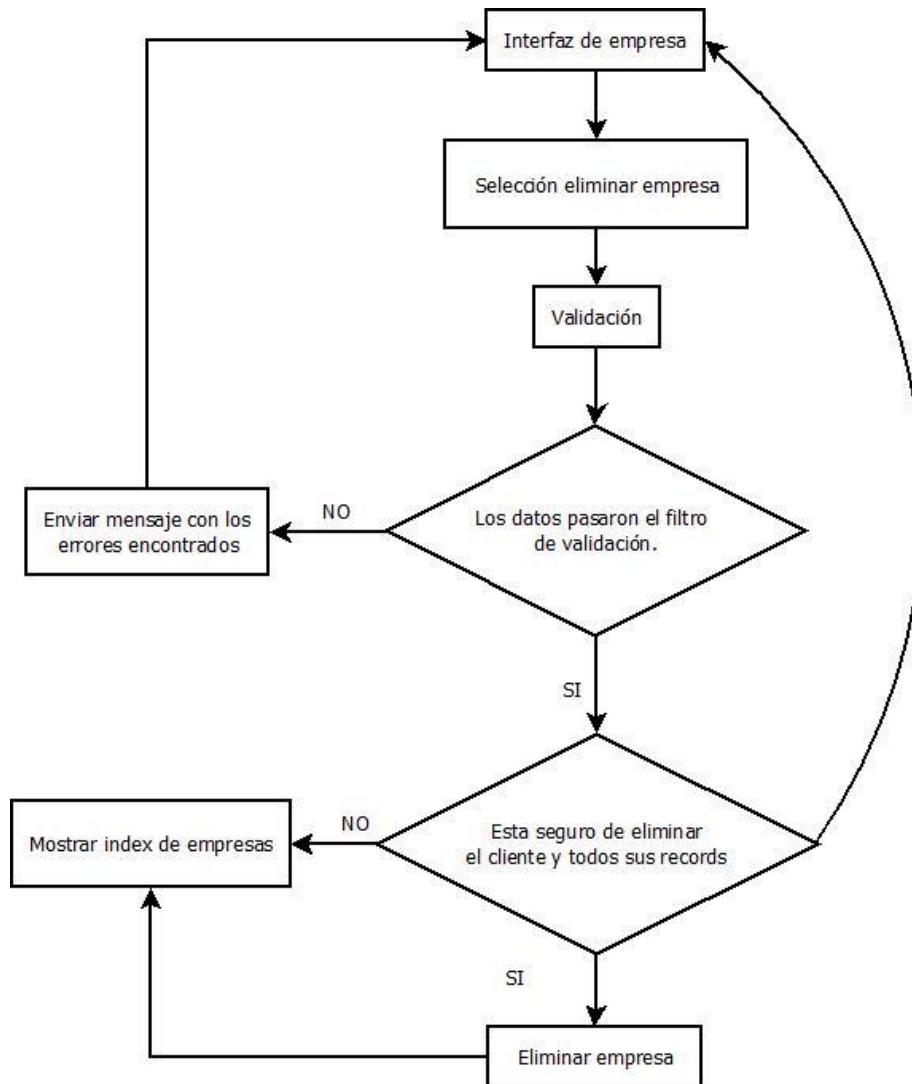 Interfaz de empresa
Selección eliminar empresa
Validación
Los datos pasaron el filtro
de validación.
NO
Enviar mensaje con los
errores encontrados
SI
Esta seguro de eliminar
el cliente y todos sus records
NO
Mostrar index de empresas
SI
Eliminar empresa